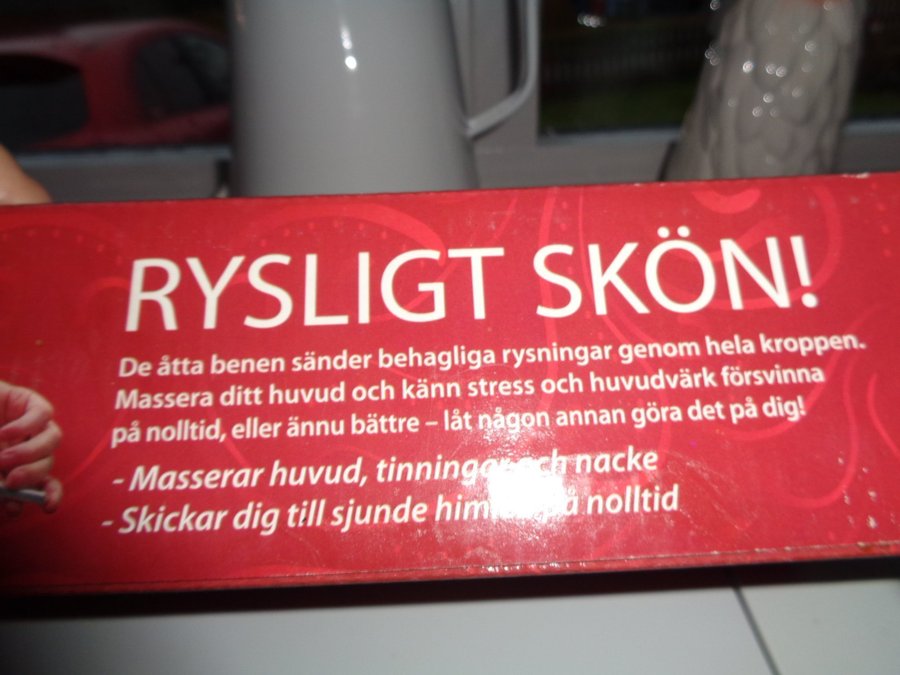 RYSLIGT SKÖN!
De åtta benen sänder behagliga rysningar genom hela kroppen.
Massera ditt huvud och känn stress och huvudvärk försvinna
på nolltid, eller ännu bättre – låt någon annan göra det på dig!
- Masserar huvud, tinningar och nacke
- Skickar dig till sjunde himlen på nolltid